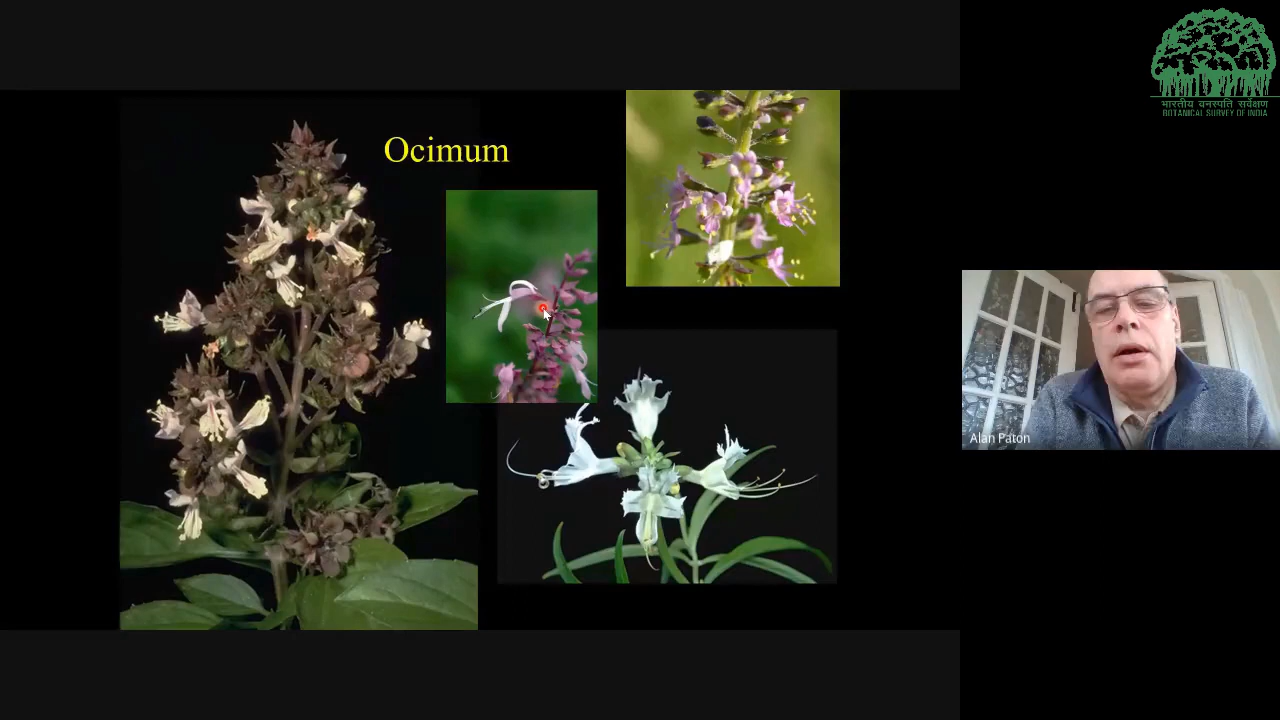 Ocimum
भारतीय वनस्पति सर्वेक्षण
BOTANICAL SURVEY OF INDIA
Alan Paton